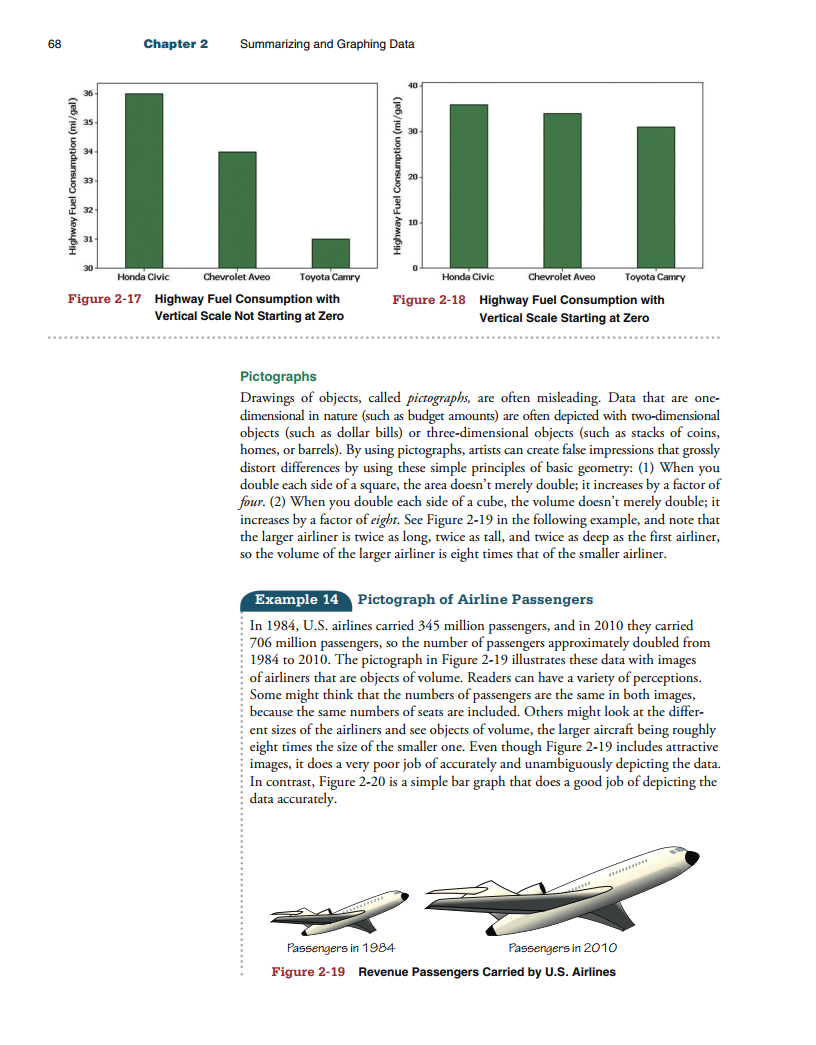 68 Chapter 2 Summarizing and Graphing Data
Highway Fuel Consumption (mi/gal)
36
35
34
33
32
31
30
Honda Civic Chevrolet Aveo Toyota Camry
Figure 2-17 Highway Fuel Consumption with
Vertical Scale Not Starting at Zero
Highway Fuel Consumption (mi/gal)
40
30
20
10
0
Honda Civic Chevrolet Aveo Toyota Camry
Figure 2-18 Highway Fuel Consumption with
Vertical Scale Starting at Zero
Pictographs
Drawings of objects, called pictographs, are often misleading. Data that are one-
dimensional in nature (such as budget amounts) are often depicted with two-dimensional
objects (such as dollar bills) or three-dimensional objects (such as stacks of coins,
homes, or barrels). By using pictographs, artists can create false impressions that grossly
distort differences by using these simple principles of basic geometry: (1) When you
double each side of a square, the area doesn't merely double; it increases by a factor of
four. (2) When you double each side of a cube, the volume doesn't merely double; it
increases by a factor of eight. See Figure 2-19 in the following example, and note that
the larger airliner is twice as long, twice as tall, and twice as deep as the first airliner,
so the volume of the larger airliner is eight times that of the smaller airliner.
Example 14 Pictograph of Airline Passengers
In 1984, U.S. airlines carried 345 million passengers, and in 2010 they carried
706 million passengers, so the number of passengers approximately doubled from
1984 to 2010. The pictograph in Figure 2-19 illustrates these data with images
of airliners that are objects of volume. Readers can have a variety of perceptions.
Some might think that the numbers of passengers are the same in both images,
because the same numbers of seats are included. Others might look at the differ-
ent sizes of the airliners and see objects of volume, the larger aircraft being roughly
eight times the size of the smaller one. Even though Figure 2-19 includes attractive
images, it does a very poor job of accurately and unambiguously depicting the data.
In contrast, Figure 2-20 is a simple bar graph that does a good job of depicting the
data accurately.
Passengers in 1984 Passengers in 2010
Figure 2-19 Revenue Passengers Carried by U.S. Airlines